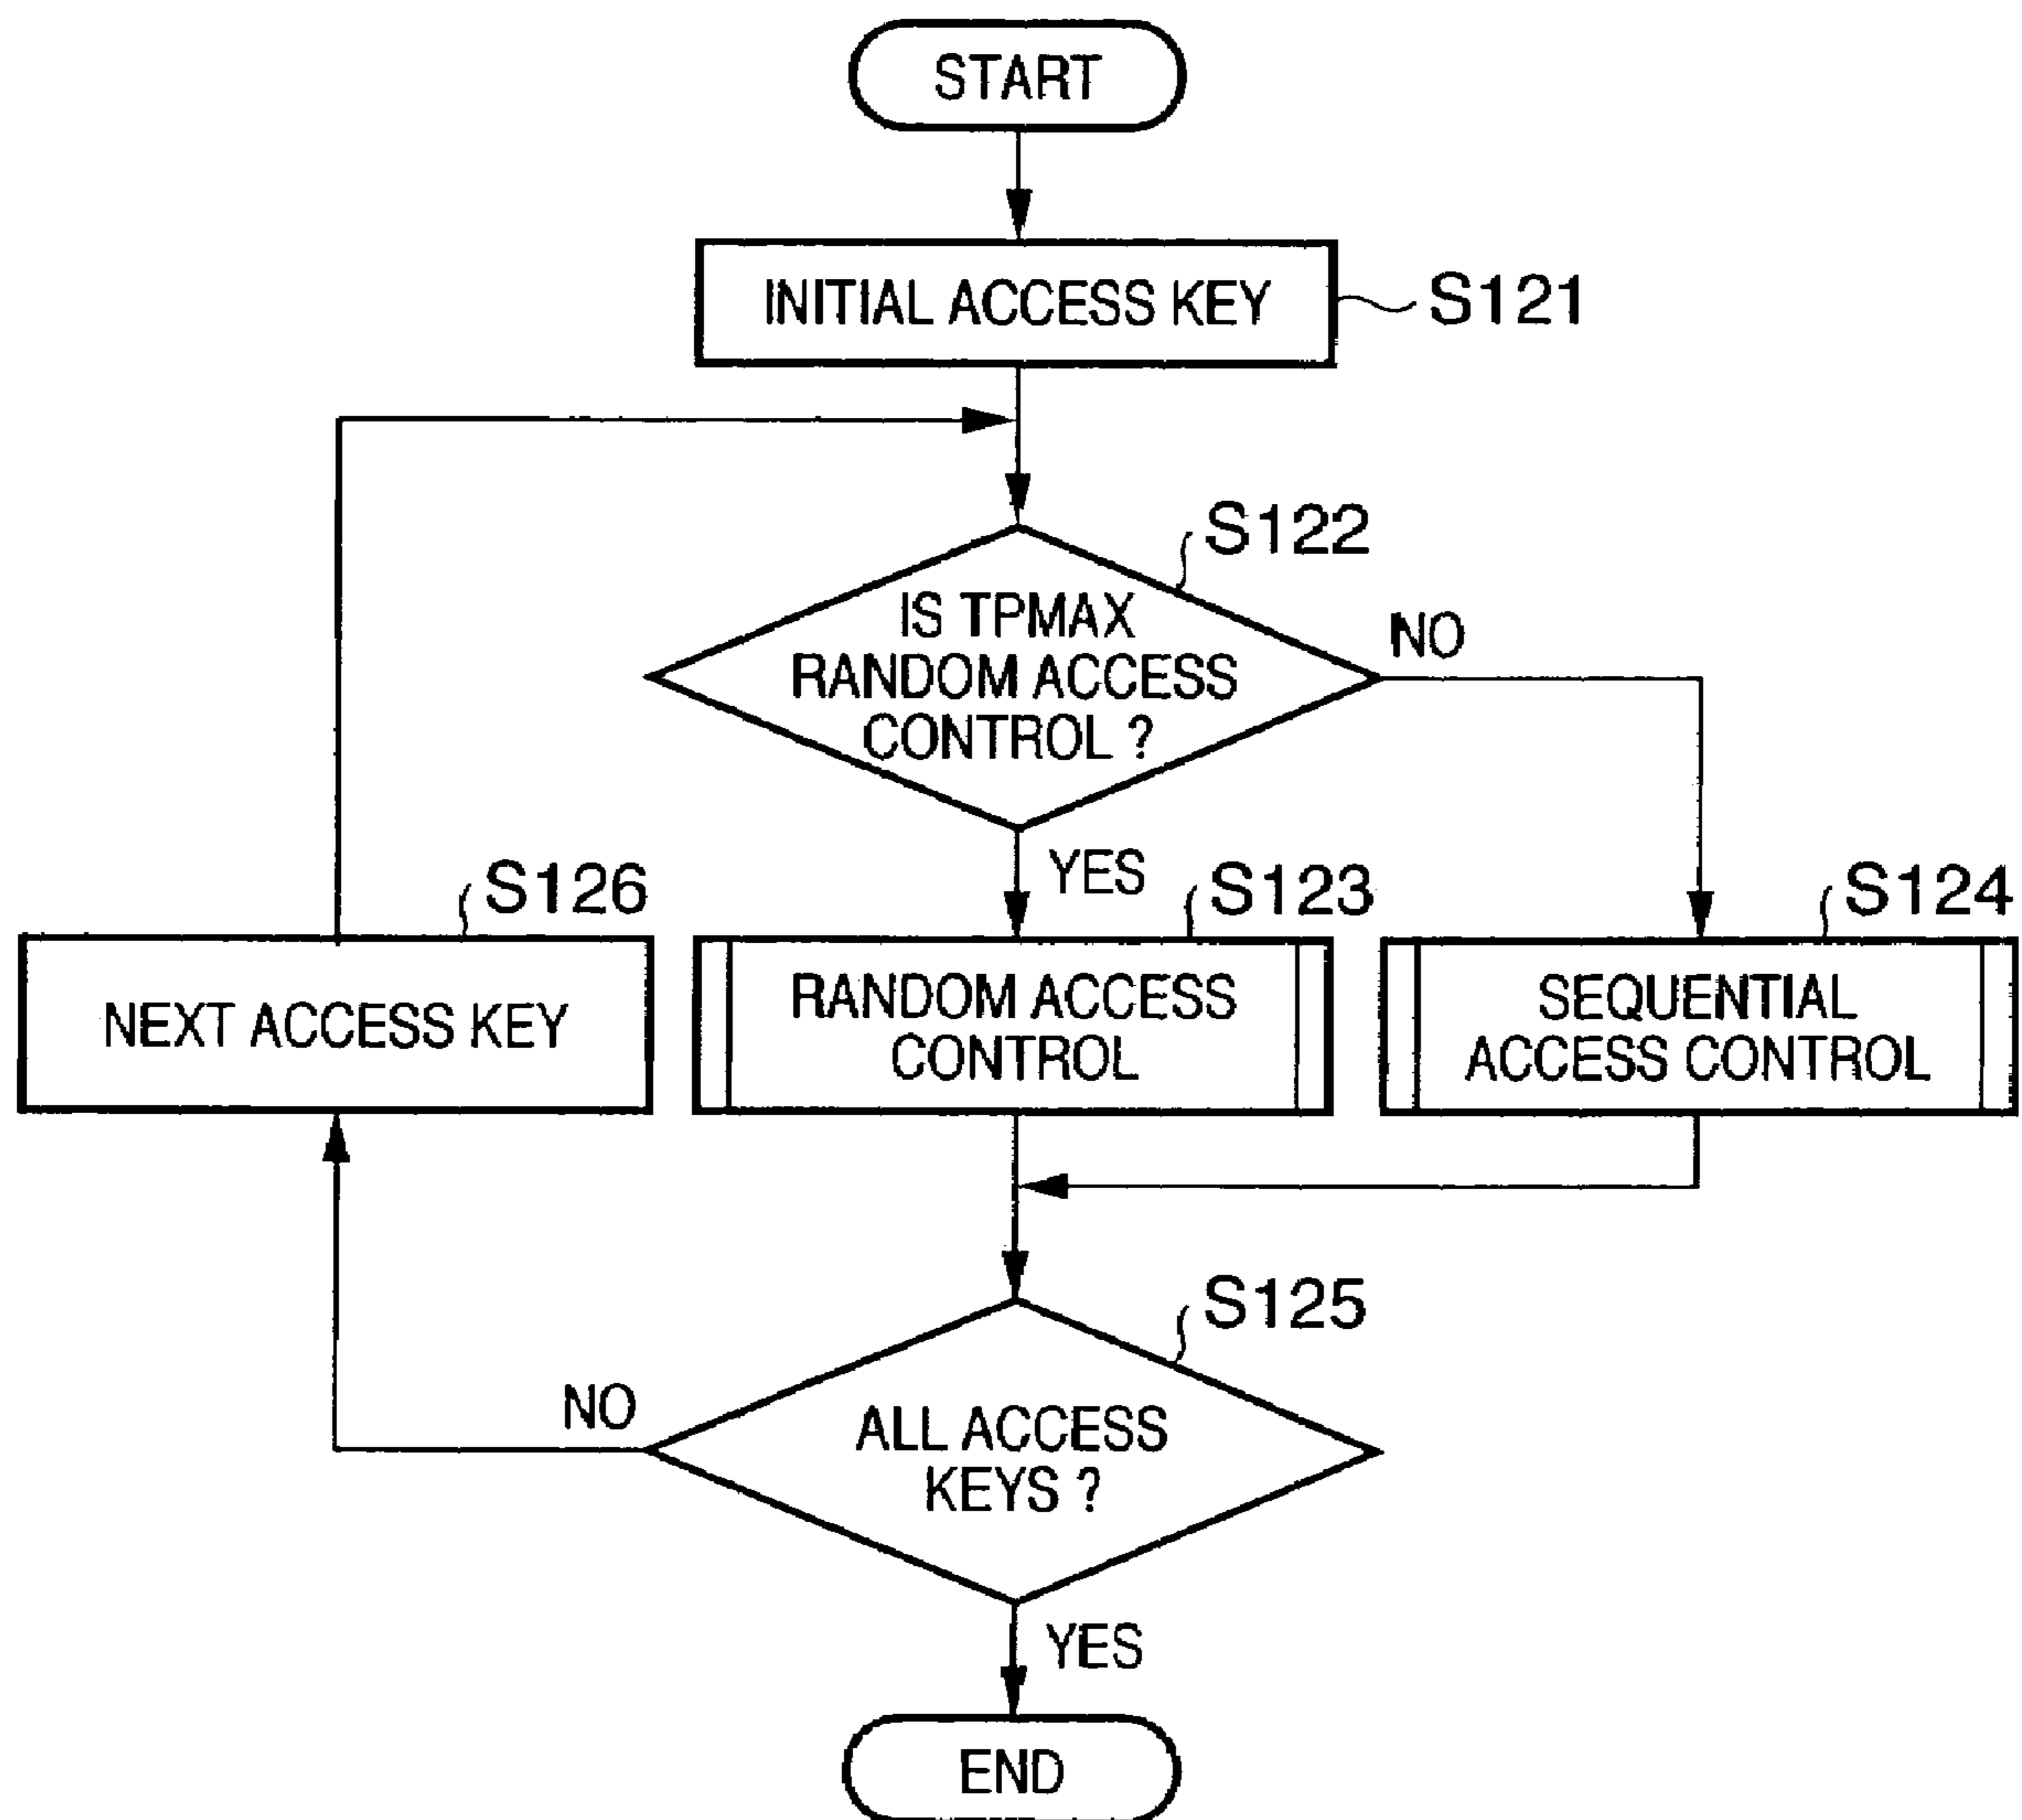 START
INITIAL ACCESS KEY
S121
S122
IS TPMAX
RANDOM ACCESS
CONTROL ?
NO
YES
S126
S123
S124
NEXT ACCESS KEY
RANDOM ACCESS
CONTROL
SEQUENTIAL
ACCESS CONTROL
S125
NO
ALL ACCESS
KEYS ?
YES
END